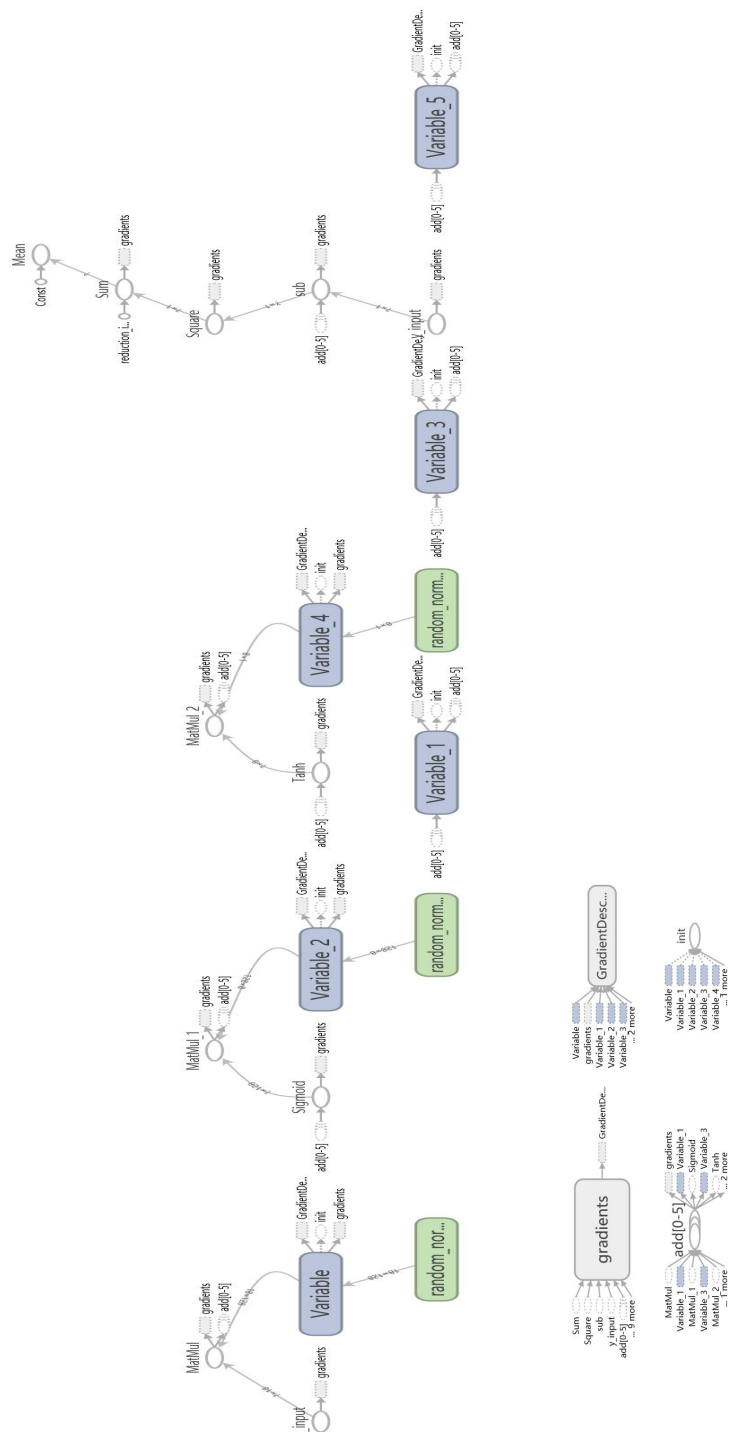 Mean
Const
Sum
gradients
reduction_i...
Square
gradients
sub
gradients
add[0-5]
y_input
gradients
Variable_5
GradientDe...
init
add[0-5]
add[0-5]
Variable_3
GradientDe...
init
add[0-5]
add[0-5]
MatMul_2
gradients
add[0-5]
Tanh
gradients
add[0-5]
Variable_4
GradientDe...
init
gradients
random_norm...
Variable_1
GradientDe...
init
add[0-5]
add[0-5]
MatMul_1
gradients
add[0-5]
Sigmoid
gradients
add[0-5]
Variable_2
GradientDe...
init
gradients
random_norm...
MatMul
gradients
add[0-5]
_input
gradients
Variable
GradientDe...
init
gradients
random_nor...
Variable
gradients
Variable_1
Variable_2
Variable_3
... 2 more
GradientDesc...
Variable
Variable_1
Variable_2
Variable_3
Variable_4
... 1 more
init
Sum
Square
sub
y_input
add[0-5]
... 9 more
gradients
GradientDe...
MatMul
Variable_1
MatMul_1
Variable_3
MatMul_2
... 1 more
add[0-5]
gradients
Variable_1
Sigmoid
Variable_3
Tanh
... 2 more